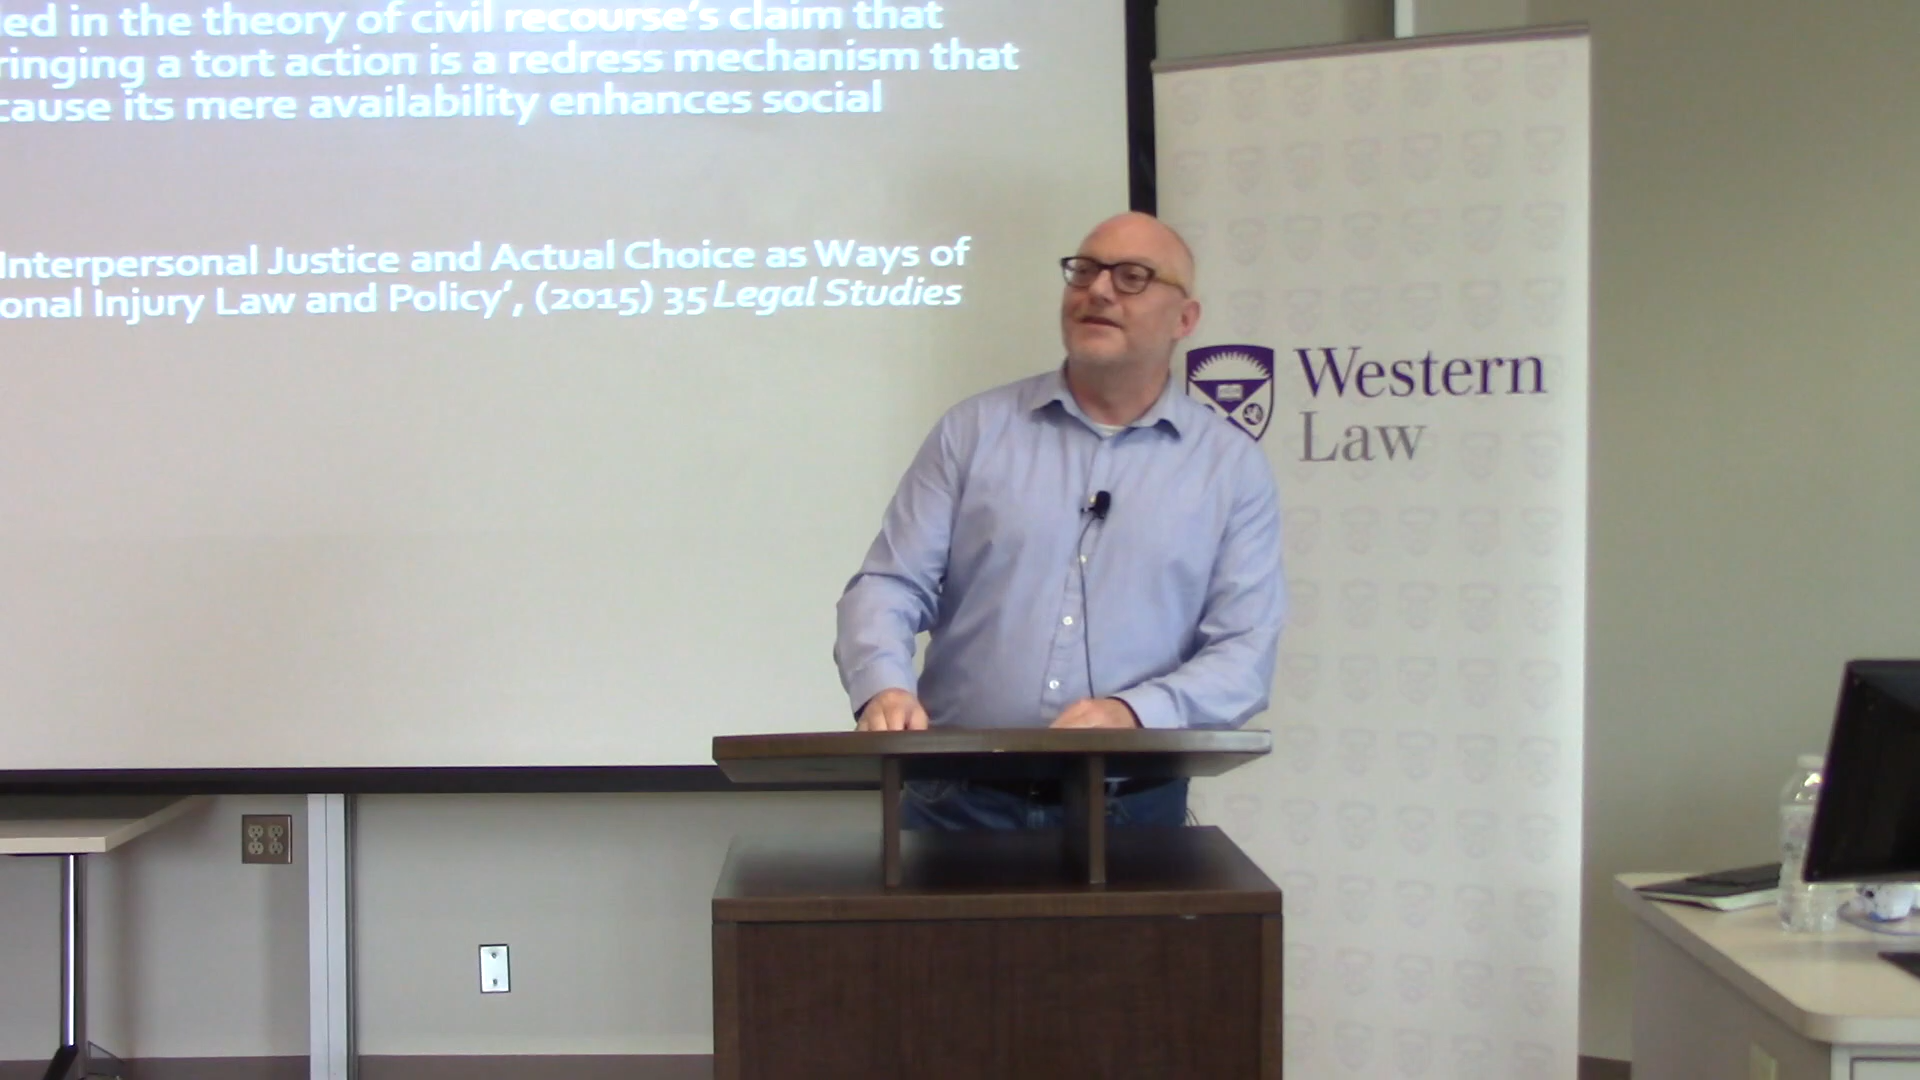 led in the theory of civil recourse's claim that
ringing a tort action is a redress mechanism that
cause its mere availability enhances social
Interpersonal Justice and Actual Choice as Ways of
onal Injury Law and Policy', (2015) 35 Legal Studies
Western
Law